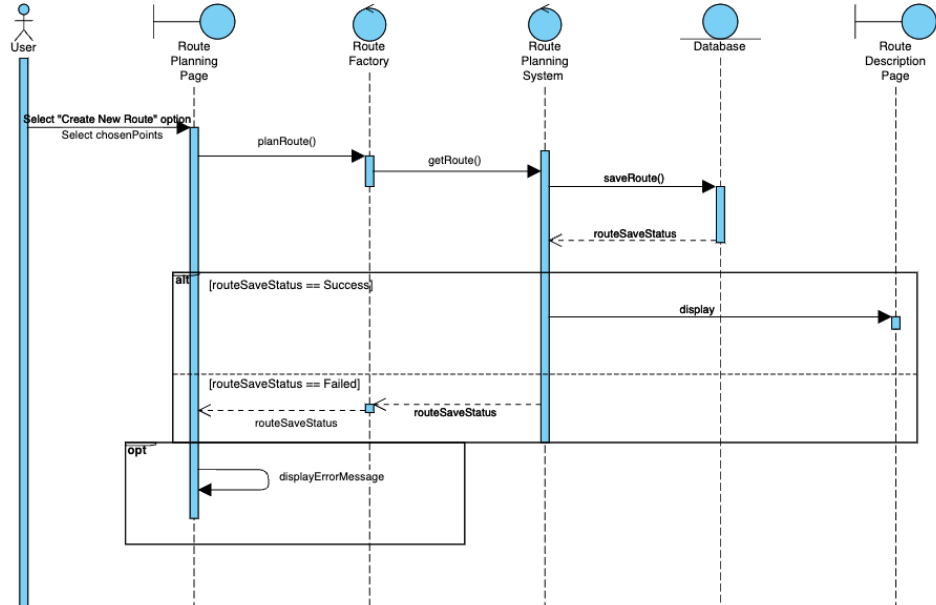 User
Route
Planning
Page
Route
Factory
Route
Planning
System
Database
Route
Description
Page
Select "Create New Route" option
Select chosenPoints
planRoute()
getRoute()
saveRoute()
routeSaveStatus
alt
[routeSaveStatus == Success]
display
[routeSaveStatus == Failed]
routeSaveStatus
routeSaveStatus
opt
displayErrorMessage